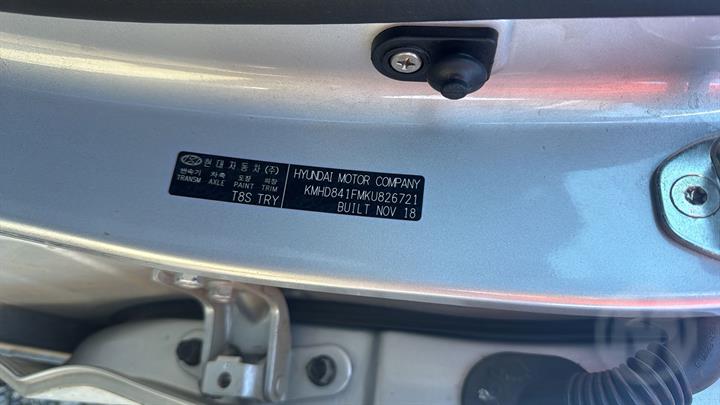 현대자동차(주)
변속기 차축 도장 의장
TRANSM AXLE PAINT TRIM
T8S TRY
HYUNDAI MOTOR COMPANY
KMHD841FMKU826721
BUILT NOV 18